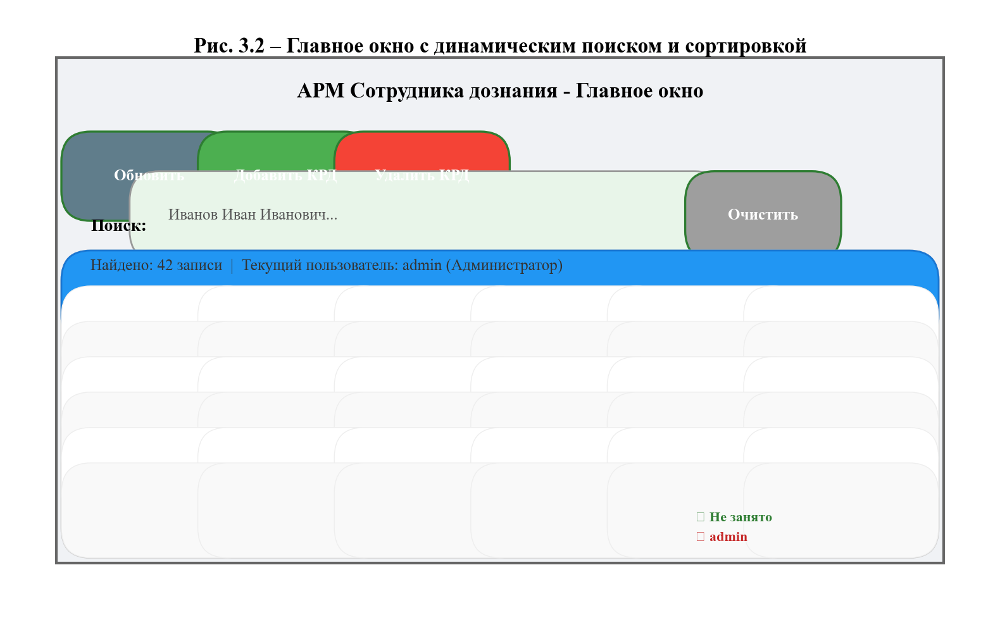 Рис. 3.2 – Главное окно с динамическим поиском и сортировкой
АРМ Сотрудника дознания - Главное окно
Обновить
Добавить КРД
Удалить КРД
Иванов Иван Иванович...
Очистить
Поиск:
Найдено: 42 записи | Текущий пользователь: admin (Администратор)
Не занято
admin